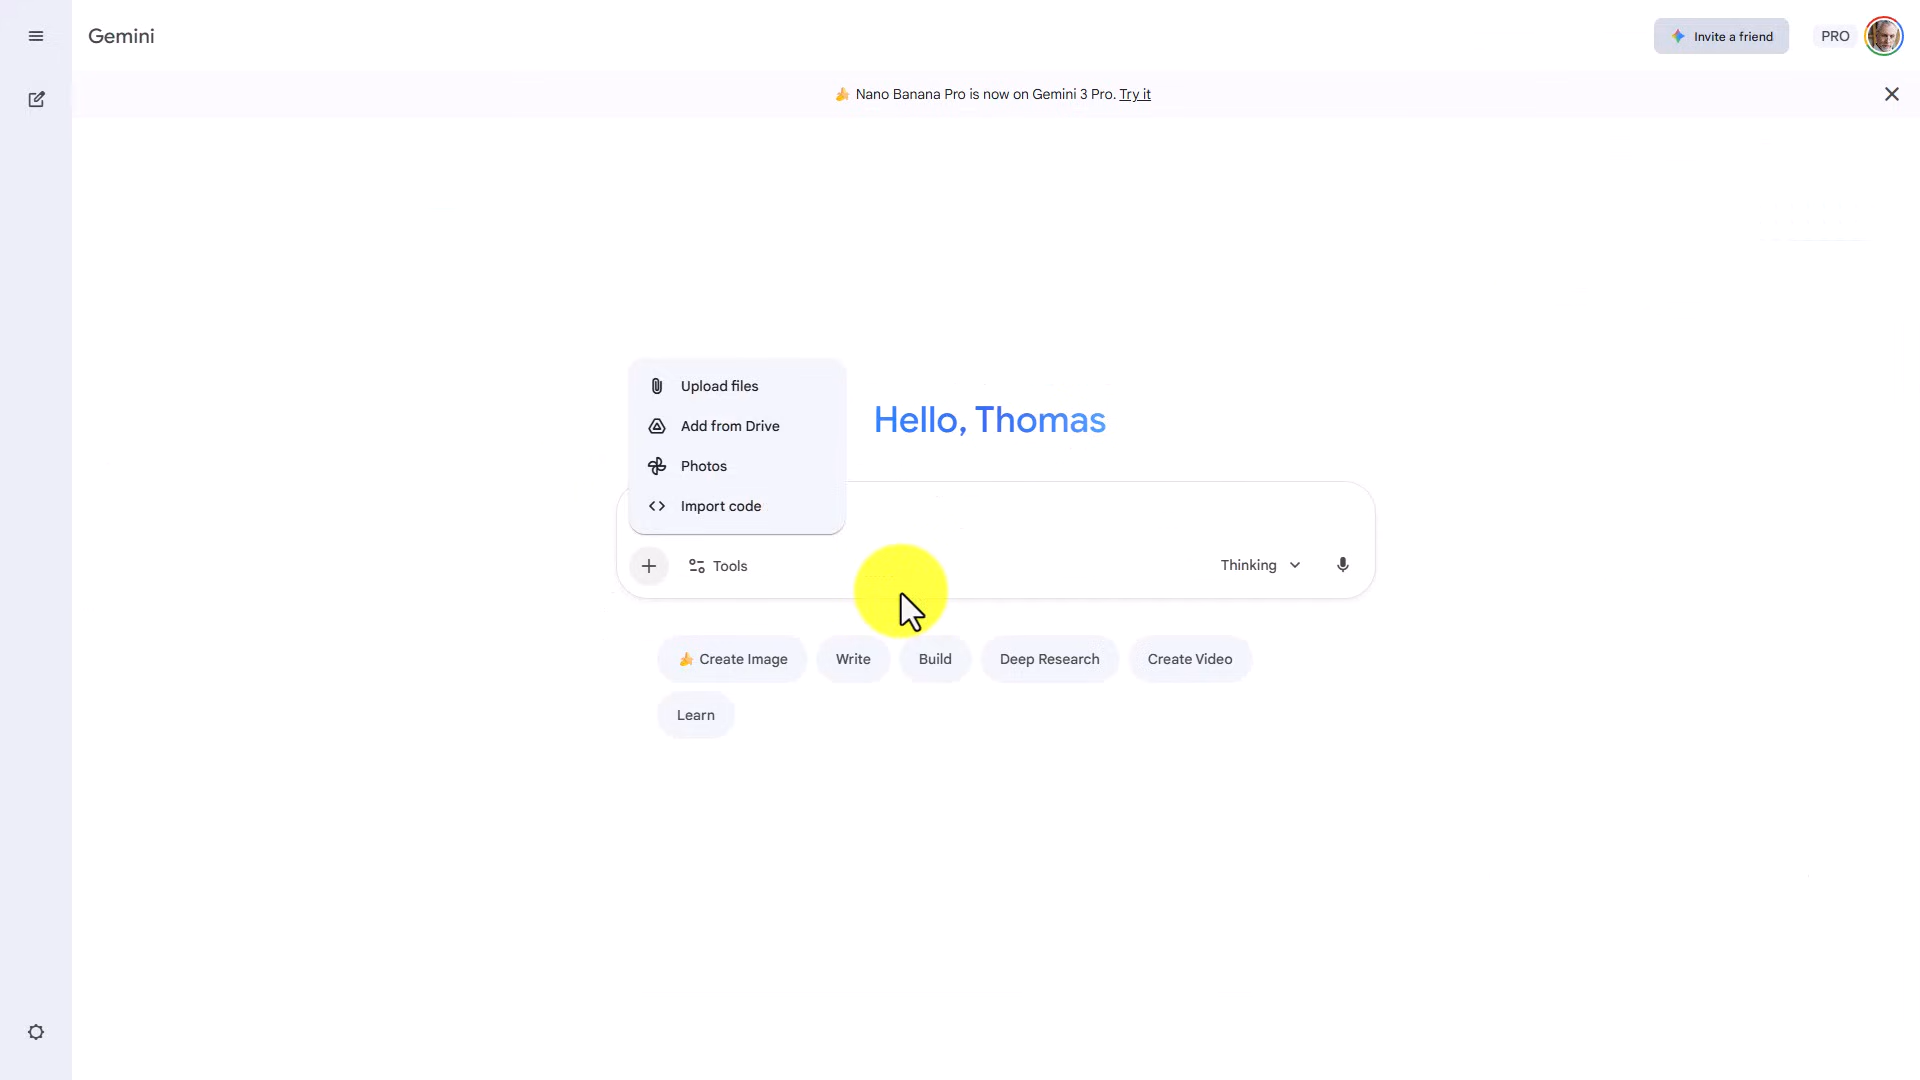 Gemini
Invite a friend
PRO
🍌 Nano Banana Pro is now on Gemini 3 Pro. Try it
Upload files
Add from Drive
Photos
Import code
Hello, Thomas
Tools
Thinking
🍌 Create Image
Write
Build
Deep Research
Create Video
Learn